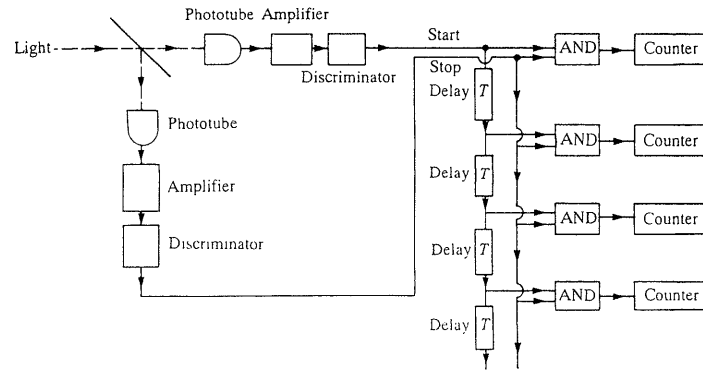 Phototube Amplifier
Light
Discriminator
Start
Stop
AND
Counter
Delay T
Phototube
AND
Counter
Amplifier
Delay T
AND
Counter
Discriminator
Delay T
AND
Counter
Delay T